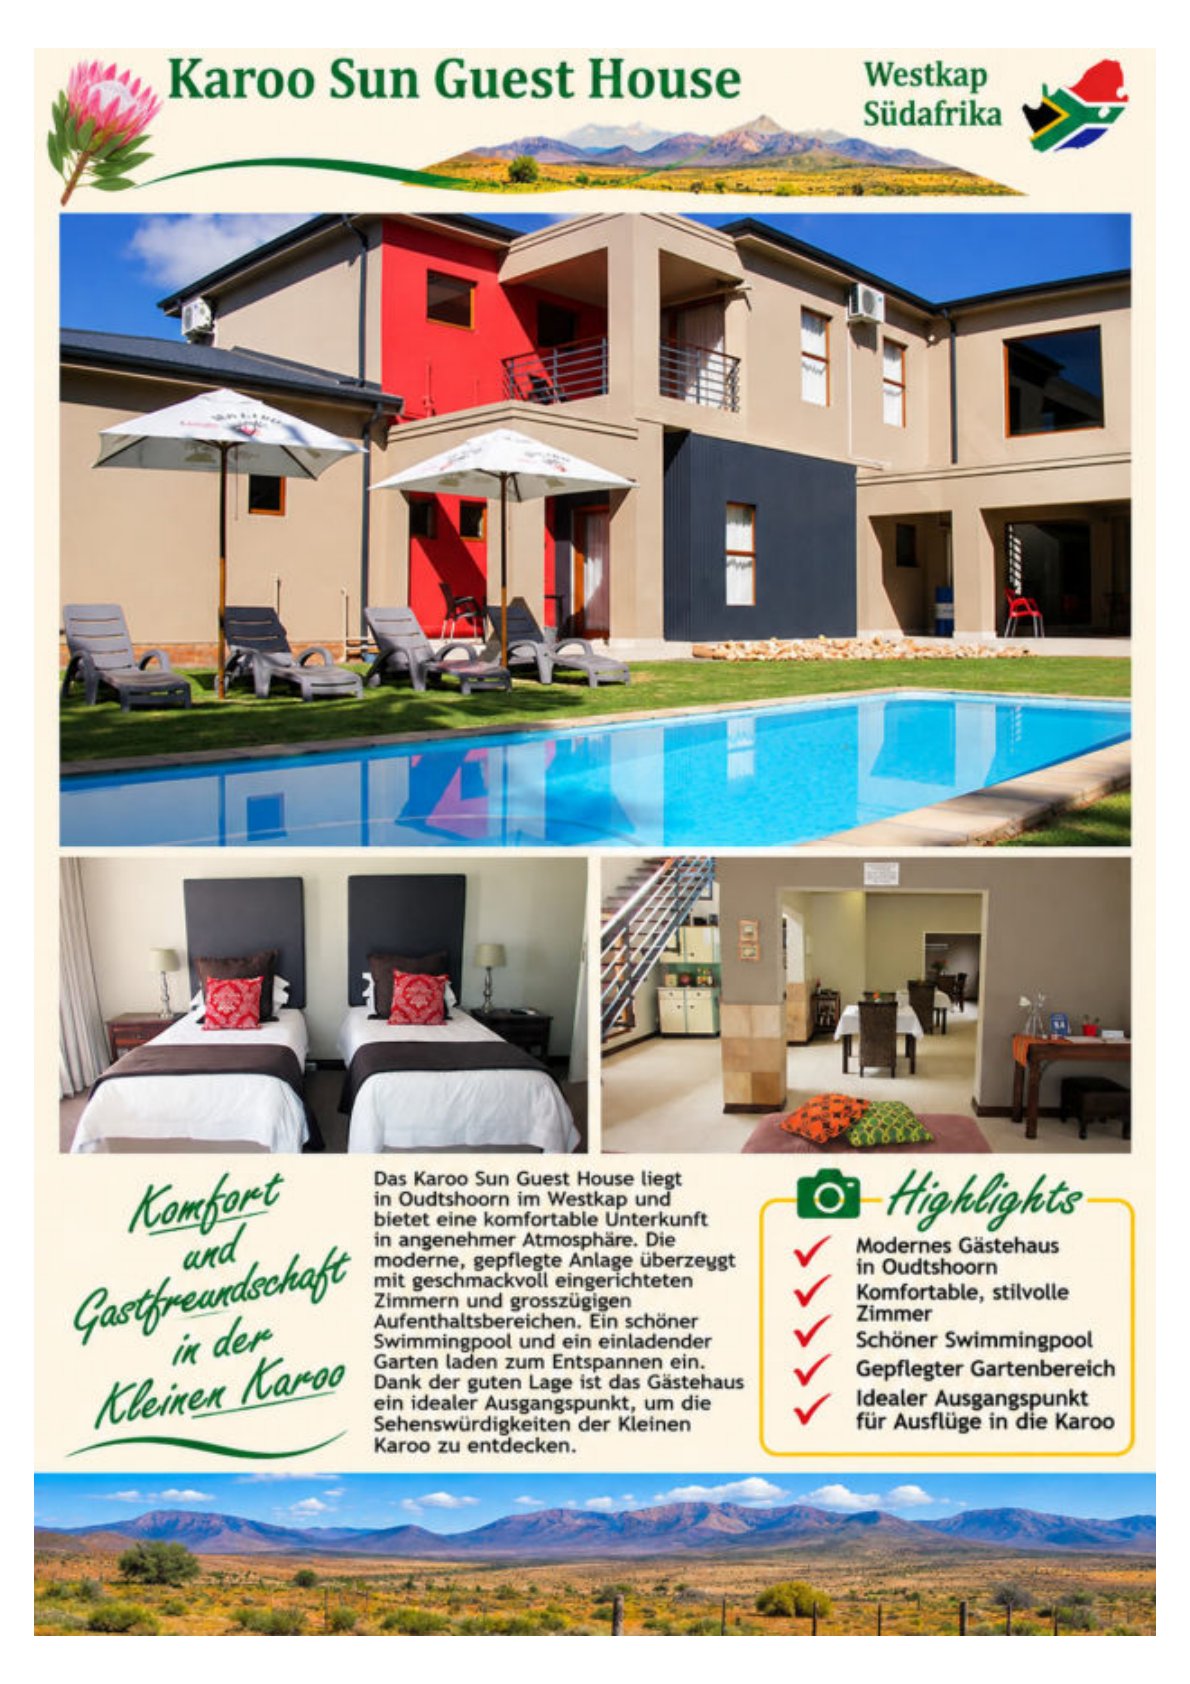 Karoo Sun Guest House
Westkap
Südafrika
Komfort
und
Gastfreundschaft
in der
Kleinen Karoo
Das Karoo Sun Guest House liegt
in Oudtshoorn im Westkap und
bietet eine komfortable Unterkunft
in angenehmer Atmosphäre. Die
moderne, gepflegte Anlage überzeygt
mit geschmackvoll eingerichteten
Zimmern und grosszügigen
Aufenthaltsbereichen. Ein schöner
Swimmingpool und ein einladender
Garten laden zum Entspannen ein.
Dank der guten Lage ist das Gästehaus
ein idealer Ausgangspunkt, um die
Sehenswürdigkeiten der Kleinen
Karoo zu entdecken.
Highlights
Modernes Gästehaus
in Oudtshoorn
Komfortable, stilvolle
Zimmer
Schöner Swimmingpool
Gepflegter Gartenbereich
Idealer Ausgangspunkt
für Ausflüge in die Karoo